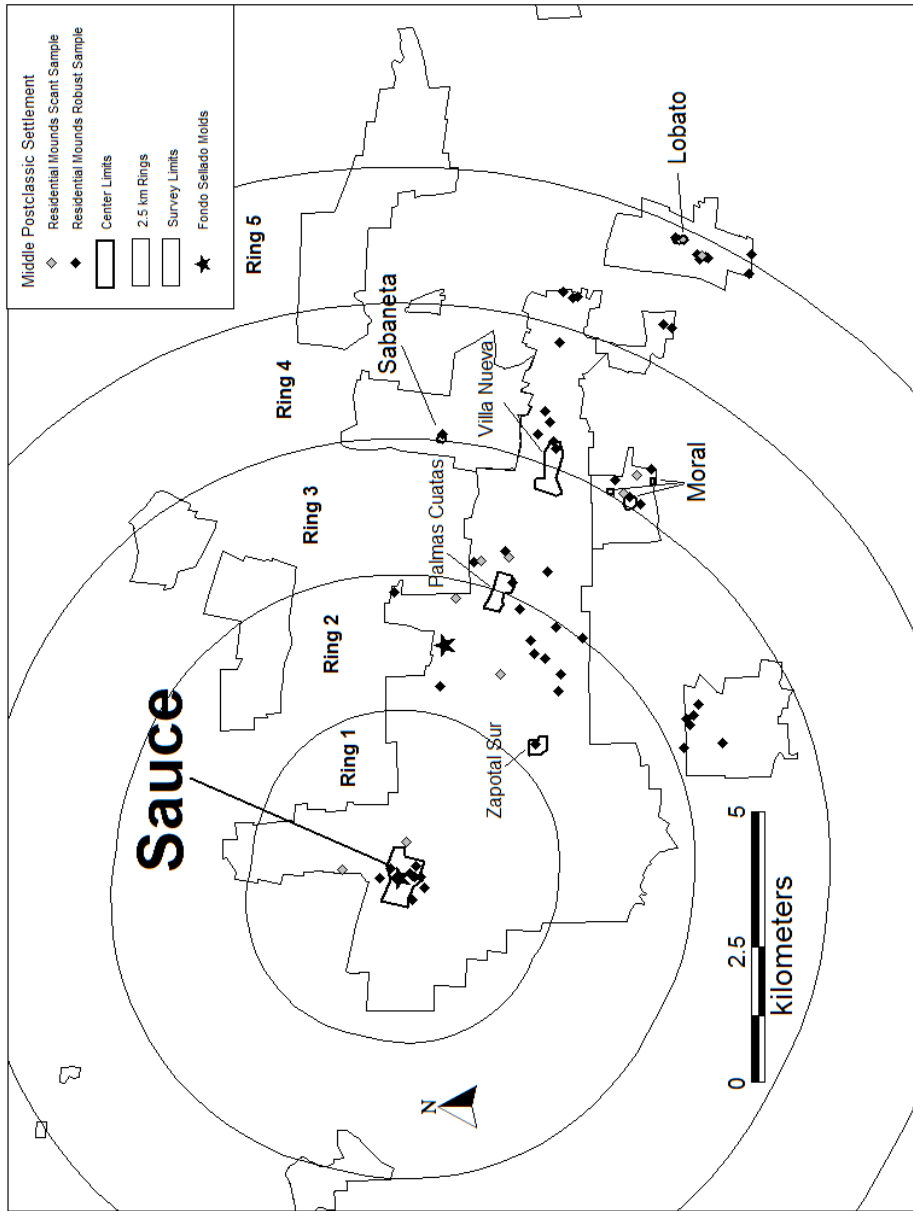 Middle Postclassic Settlement
Residential Mounds Scant Sample
Residential Mounds Robust Sample
Center Limits
2.5 km Rings
Survey Limits
Fondo Sellado Molds
Ring 5
Ring 4
Ring 3
Ring 2
Ring 1
Sauce
Sabaneta
Villa Nueva
Palmas Cuatas
Zapotal Sur
Lobato
Moral
N
0 2.5 5
kilometers